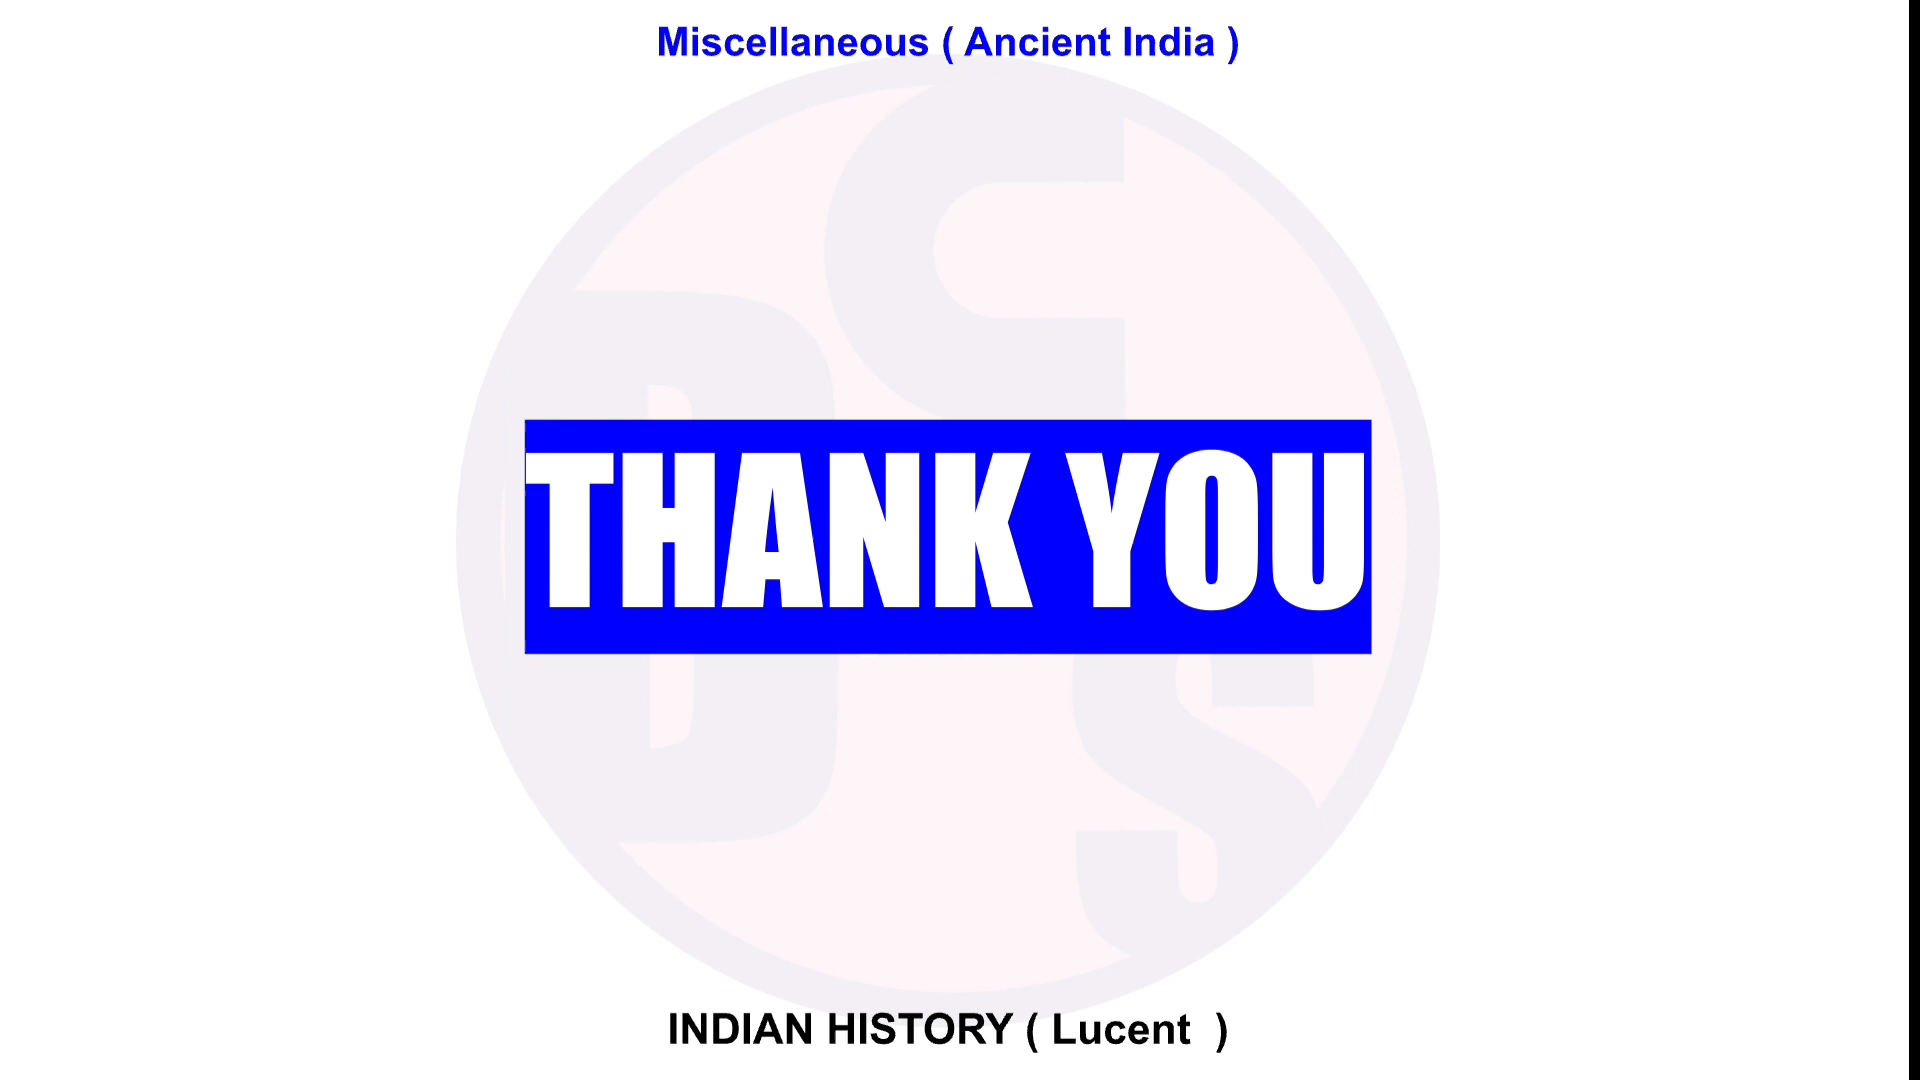 Miscellaneous ( Ancient India )
THANK YOU
INDIAN HISTORY ( Lucent  )